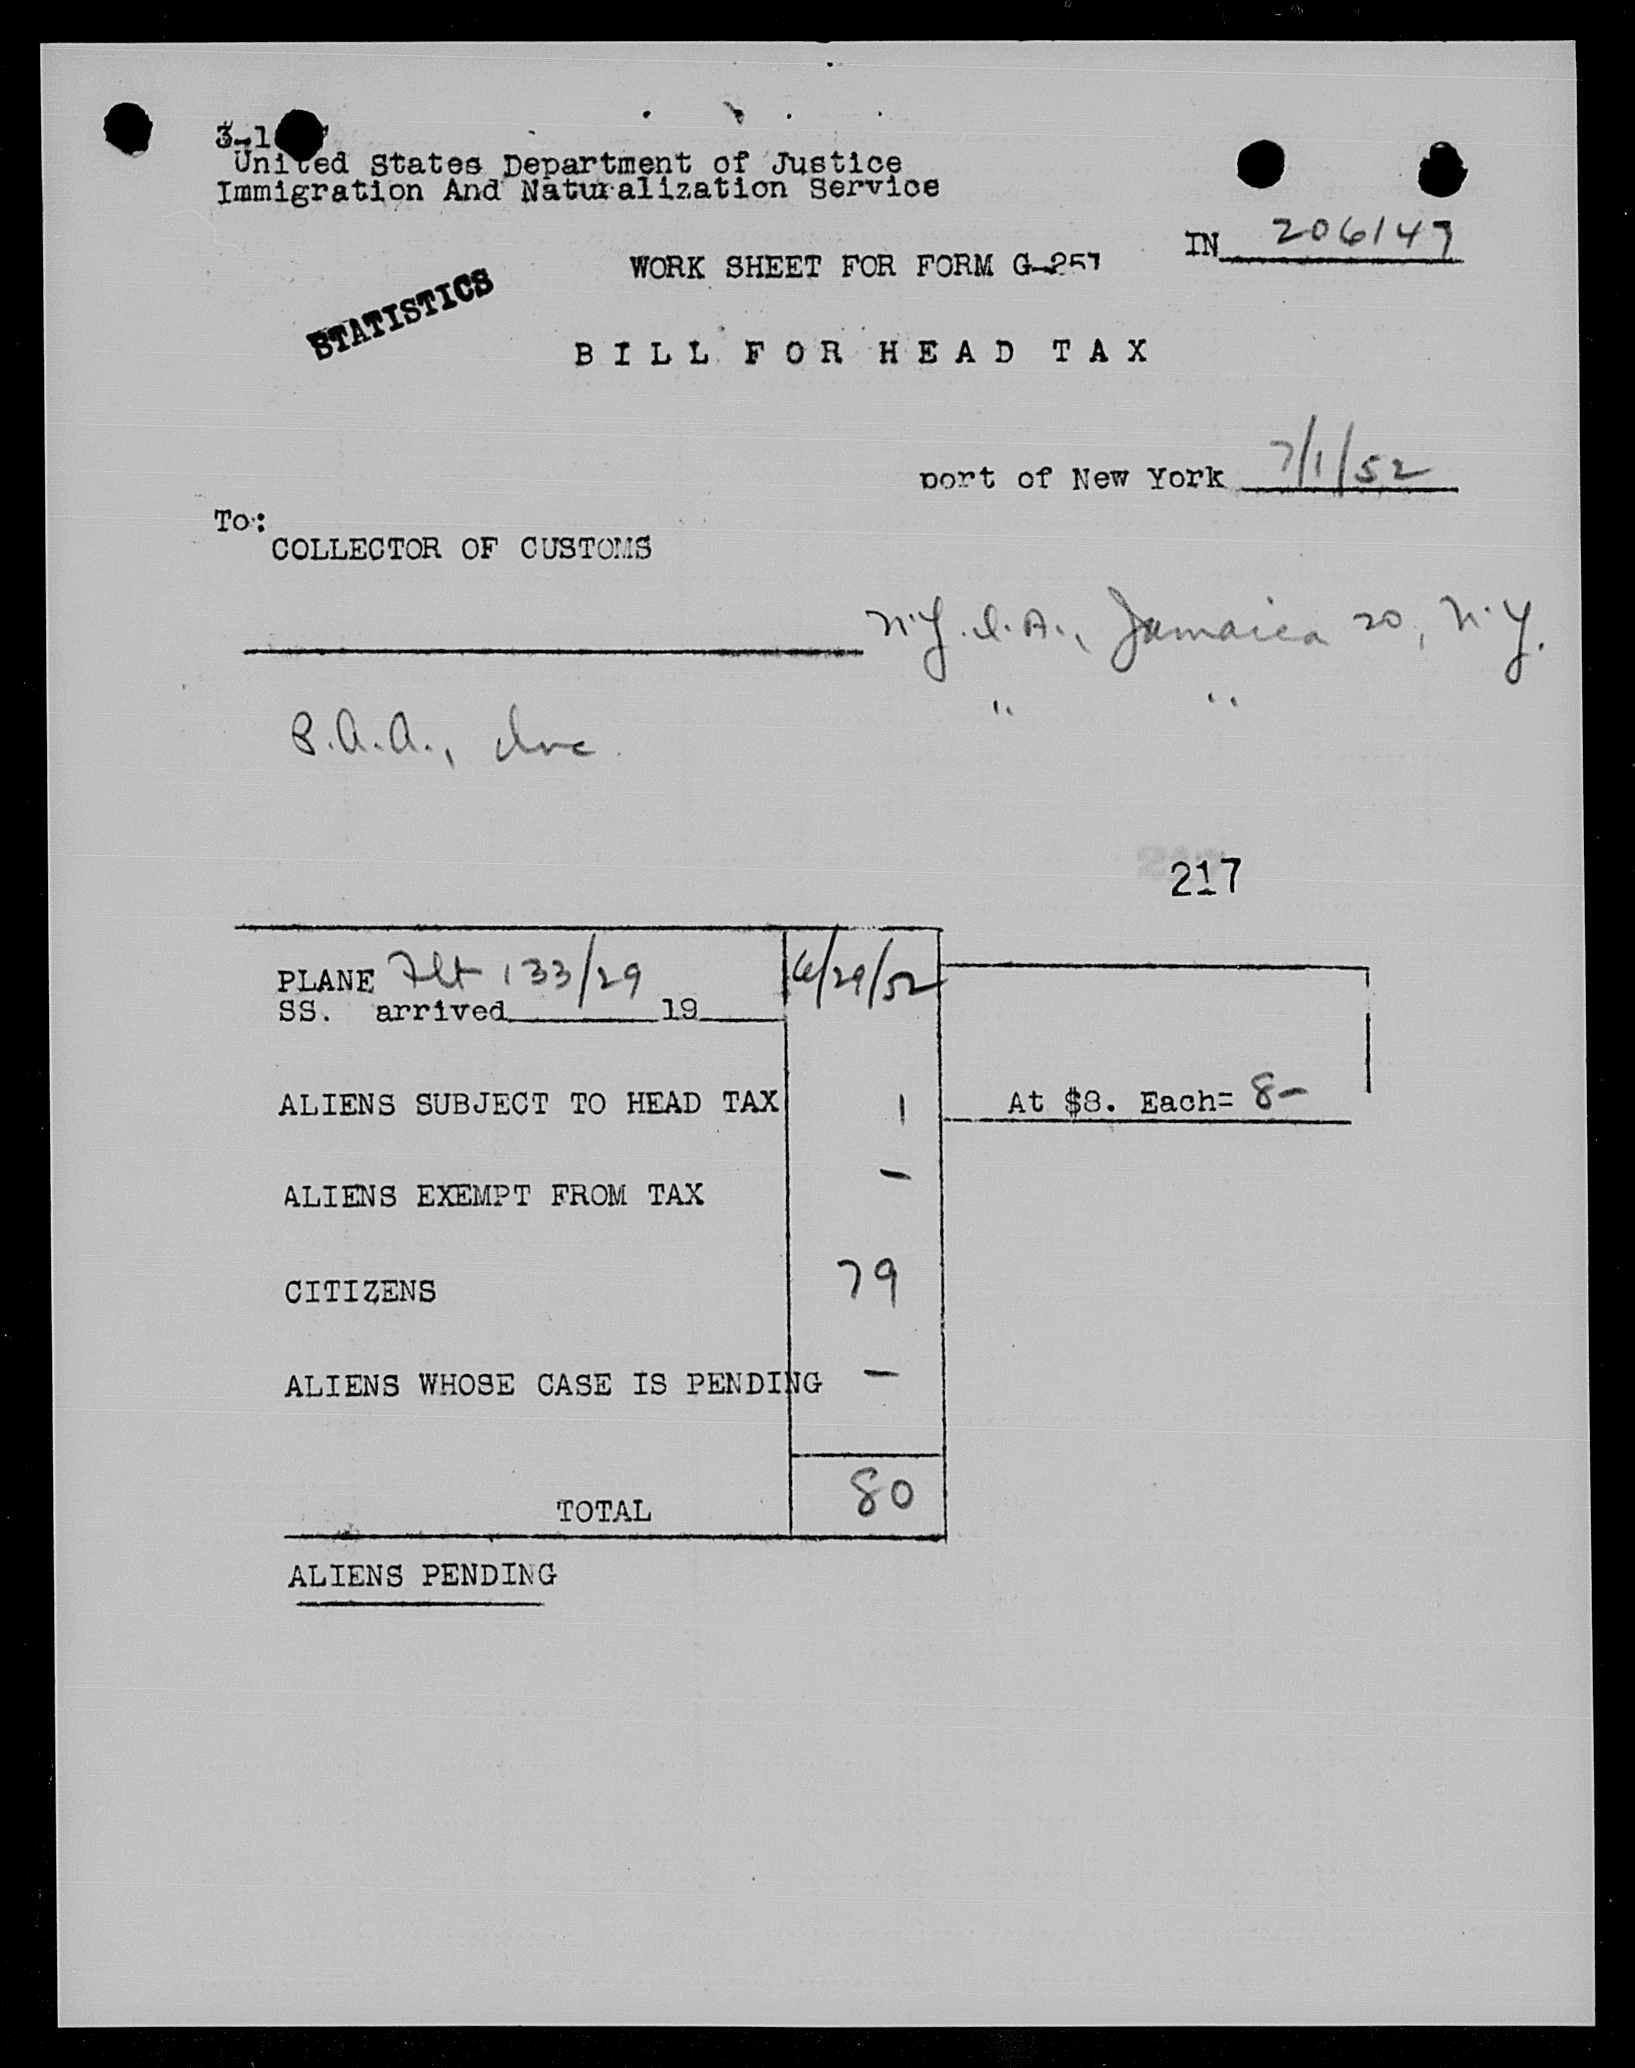 United States Department of Justice
Immigration And Naturalization Service
IN 206147
WORK SHEET FOR FORM G-257
STATISTICS
BILL FOR HEAD TAX
port of New York 7/1/52
To:
COLLECTOR OF CUSTOMS
N.Y.I.A., Jamaica 20, N.Y.
P.A.A., Inc. " "
217
PLANE Flt 133/29 6/29/52
SS. arrived 19
ALIENS SUBJECT TO HEAD TAX 1 At $8. Each= 8-
ALIENS EXEMPT FROM TAX -
CITIZENS 79
ALIENS WHOSE CASE IS PENDING -
TOTAL 80
ALIENS PENDING